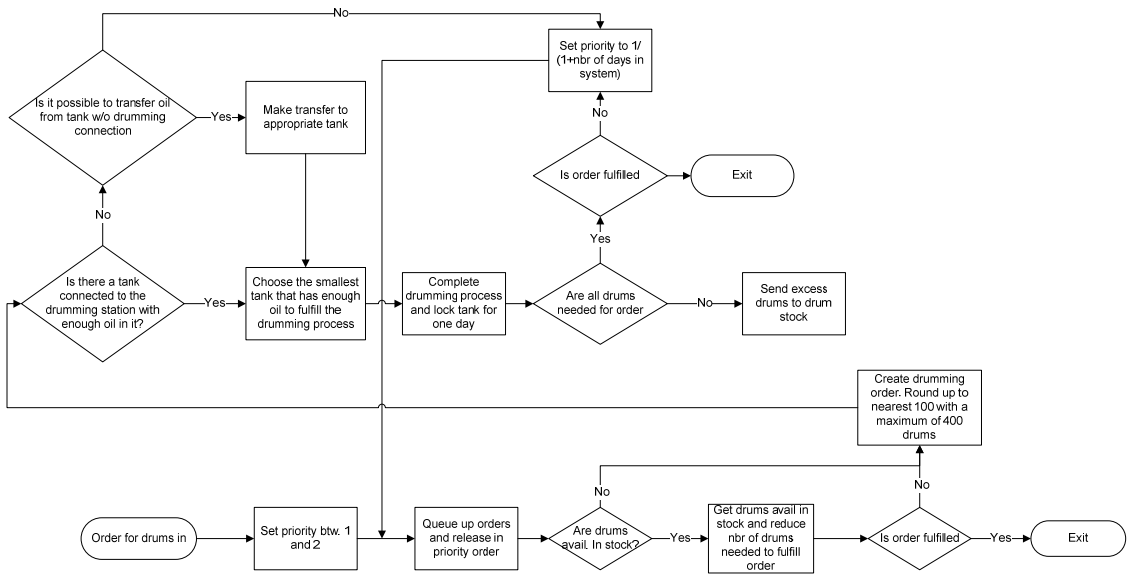 No
Set priority to 1/
(1+nbr of days in
system)
Is it possible to transfer oil
from tank w/o drumming
connection
Yes
Make transfer to
appropriate tank
No
Is order fulfilled
Exit
No
Yes
Is there a tank
connected to the
drumming station with
enough oil in it?
Yes
Choose the smallest
tank that has enough
oil to fulfill the
drumming process
Complete
drumming process
and lock tank for
one day
Are all drums
needed for order
No
Send excess
drums to drum
stock
Create drumming
order. Round up to
nearest 100 with a
maximum of 400
drums
No
No
Order for drums in
Set priority btw. 1
and 2
Queue up orders
and release in
priority order
Are drums
avail. In stock?
Yes
Get drums avail in
stock and reduce
nbr of drums
needed to fulfill
order
Is order fulfilled
Yes
Exit